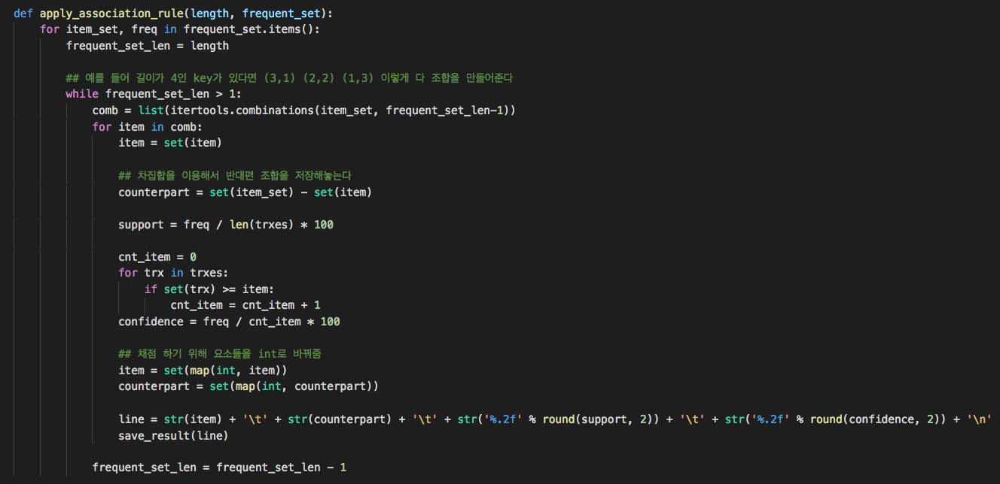 def apply_association_rule(length, frequent_set):
    for item_set, freq in frequent_set.items():
        frequent_set_len = length

        ## 예를 들어 길이가 4인 key가 있다면 (3,1) (2,2) (1,3) 이렇게 다 조합을 만들어준다
        while frequent_set_len > 1:
            comb = list(itertools.combinations(item_set, frequent_set_len-1))
            for item in comb:
                item = set(item)

                ## 차집합을 이용해서 반대편 조합을 저장해놓는다
                counterpart = set(item_set) - set(item)

                support = freq / len(trxes) * 100

                cnt_item = 0
                for trx in trxes:
                    if set(trx) >= item:
                        cnt_item = cnt_item + 1
                confidence = freq / cnt_item * 100

                ## 채점 하기 위해 요소들을 int로 바꿔줌
                item = set(map(int, item))
                counterpart = set(map(int, counterpart))

                line = str(item) + '\t' + str(counterpart) + '\t' + str('%.2f' % round(support, 2)) + '\t' + str('%.2f' % round(confidence, 2)) + '\n'
                save_result(line)

            frequent_set_len = frequent_set_len - 1